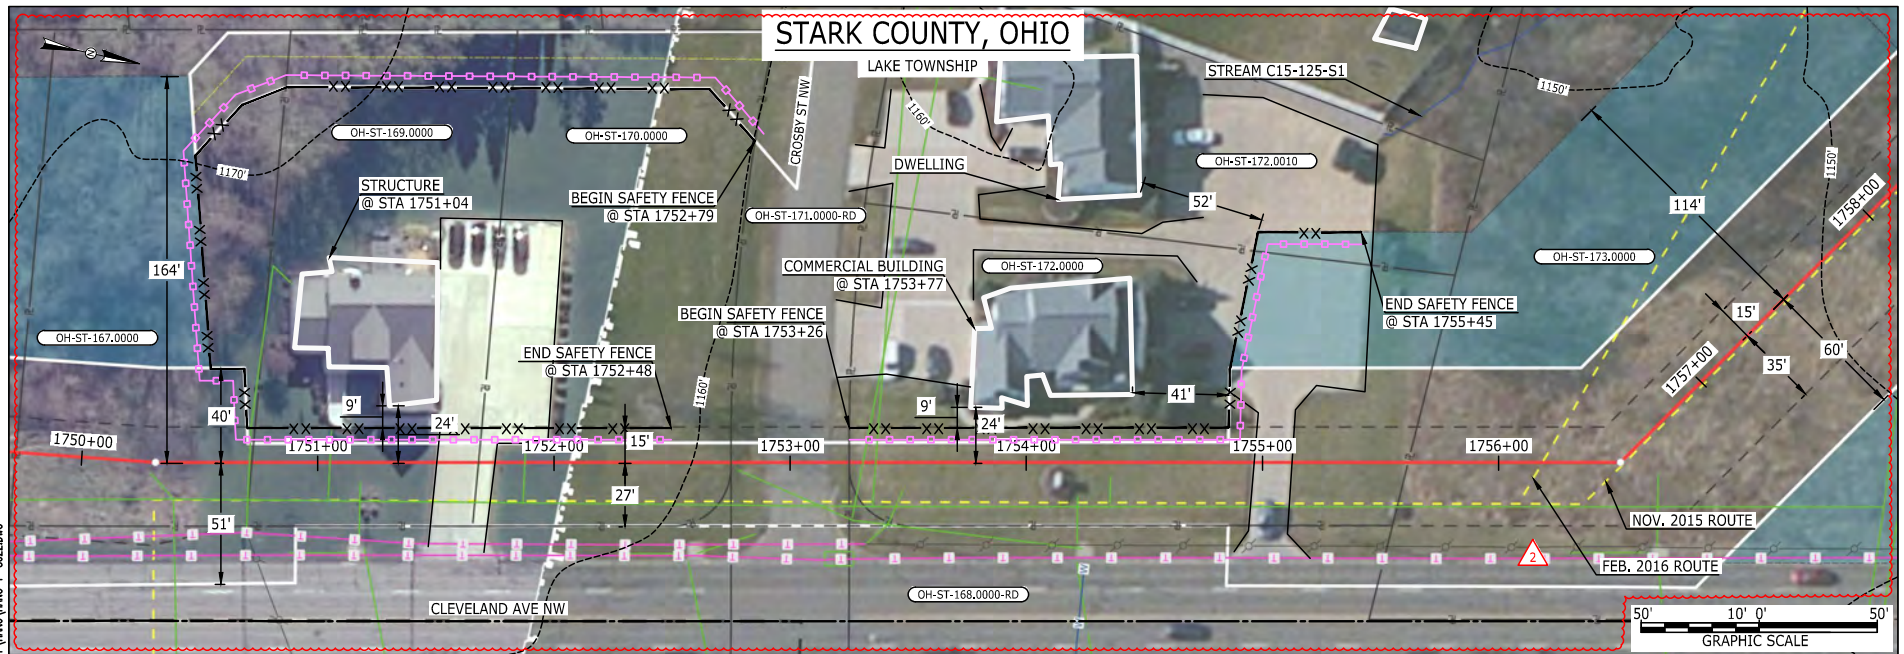 STARK COUNTY, OHIO
LAKE TOWNSHIP
N
STREAM C15-125-S1
1150'
1150'
1160'
CROSBY ST NW
OH-ST-169.0000
OH-ST-170.0000
DWELLING
OH-ST-172.0010
1170'
STRUCTURE
@ STA 1751+04
BEGIN SAFETY FENCE
@ STA 1752+79
OH-ST-171.0000-RD
52'
114'
1758+00
164'
COMMERCIAL BUILDING
@ STA 1753+77
OH-ST-172.0000
OH-ST-173.0000
OH-ST-167.0000
BEGIN SAFETY FENCE
@ STA 1753+26
END SAFETY FENCE
@ STA 1755+45
15'
END SAFETY FENCE
@ STA 1752+48
1160'
1757+00
35'
60'
40'
9'
24'
9'
24'
41'
1750+00
1751+00
1752+00
15'
1753+00
1754+00
1755+00
1756+00
27'
51'
NOV. 2015 ROUTE
2
FEB. 2016 ROUTE
W
W
OH-ST-168.0000-RD
CLEVELAND AVE NW
50' 10' 0' 50'
GRAPHIC SCALE